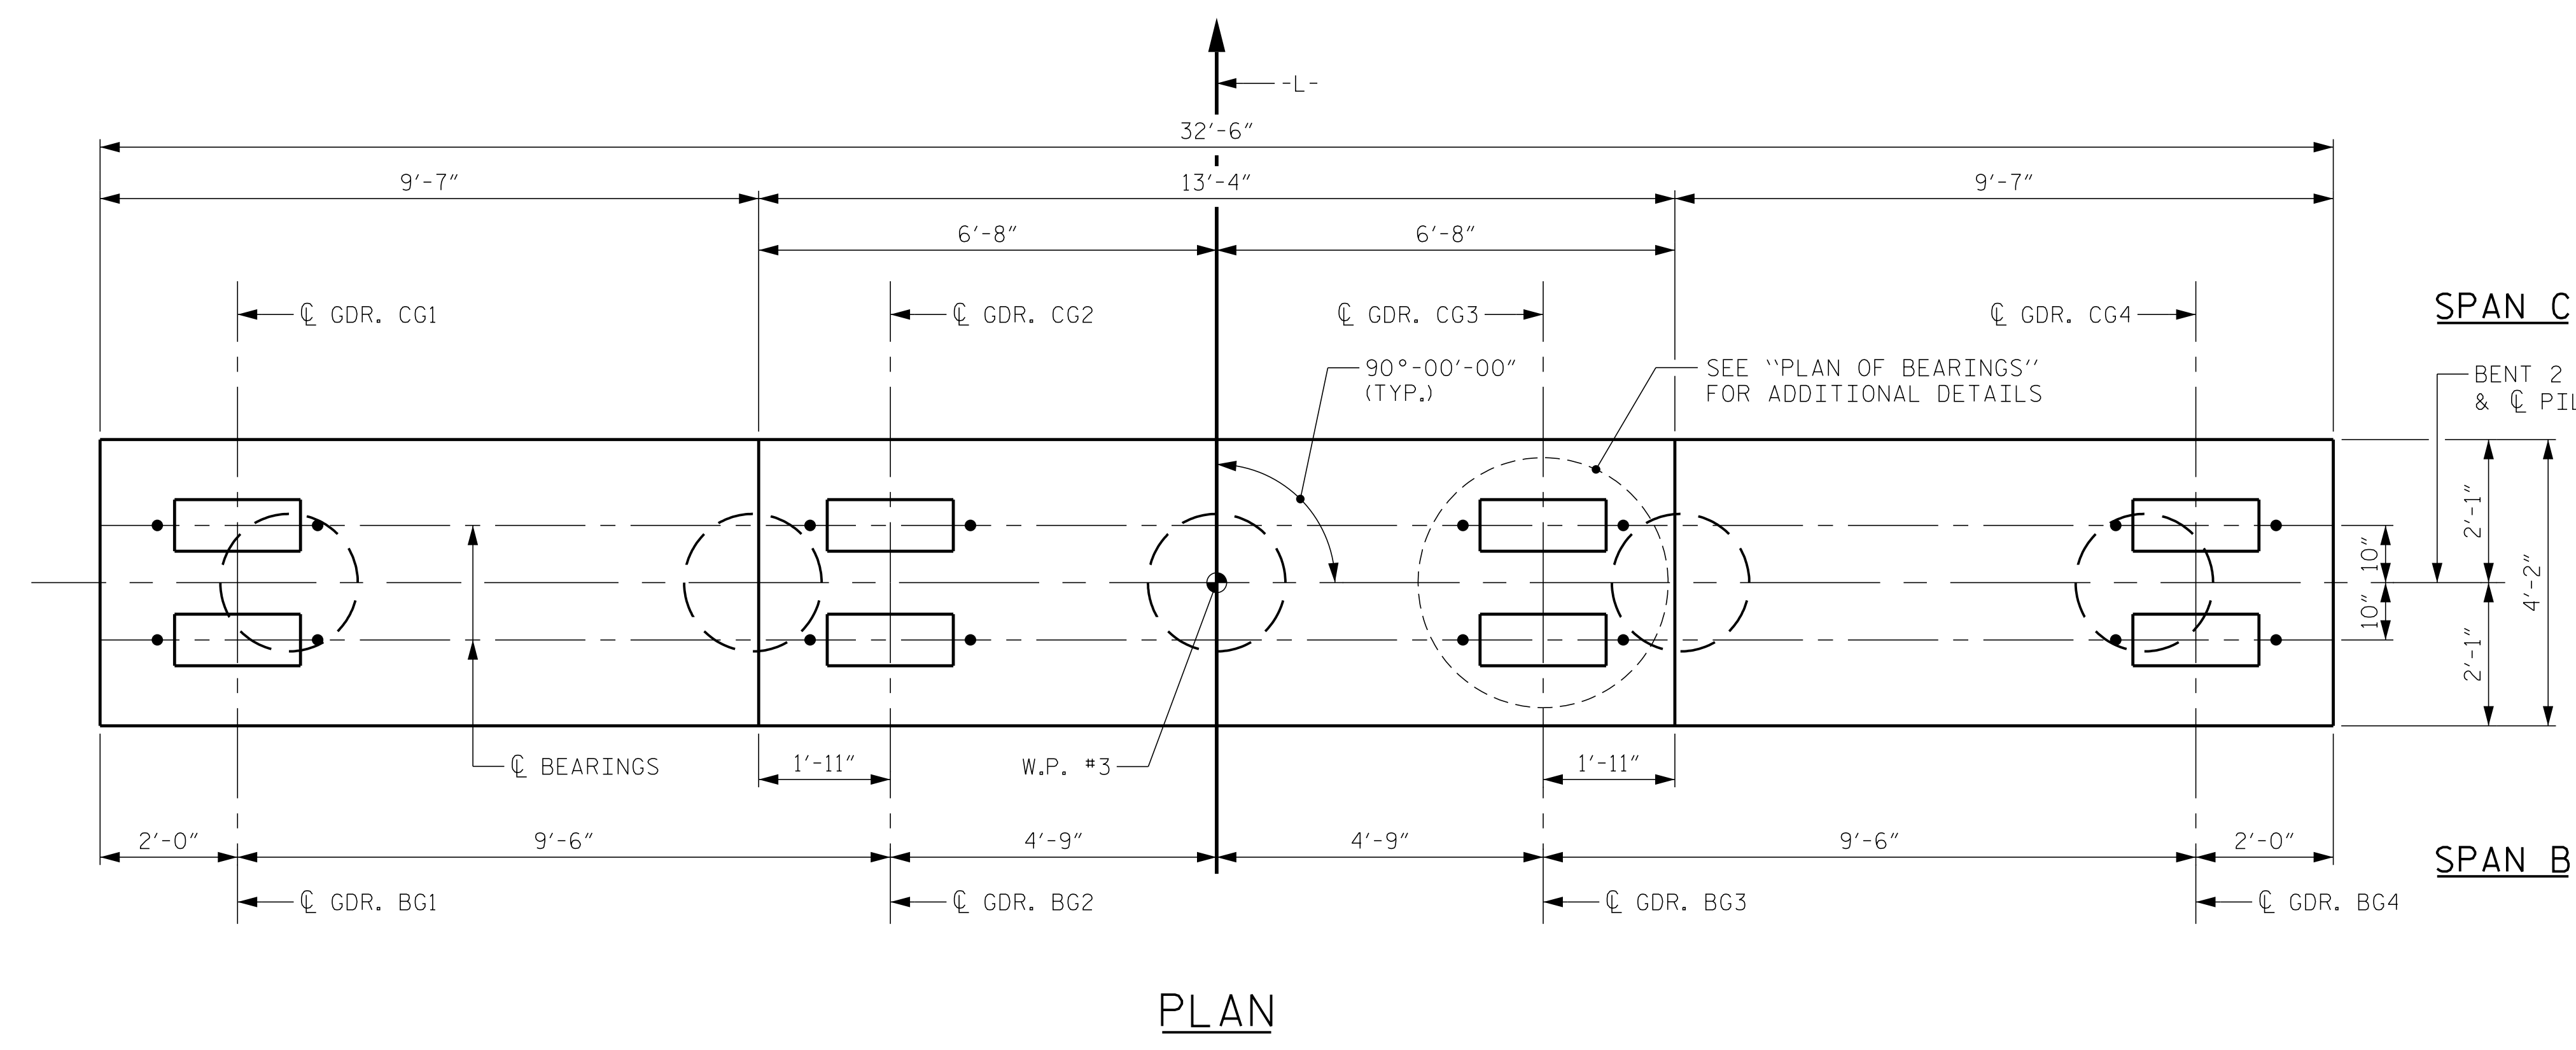 -L-
32'-6"
9'-7"
13'-4"
9'-7"
6'-8"
6'-8"
℄ GDR. CG1
℄ GDR. CG2
℄ GDR. CG3
℄ GDR. CG4
SPAN C
90°-00'-00"
(TYP.)
SEE ``PLAN OF BEARINGS''
FOR ADDITIONAL DETAILS
BENT 2
& ℄ PIL
2'-1"
10"
10"
2'-1"
4'-2"
℄ BEARINGS
1'-11"
W.P. #3
1'-11"
2'-0"
9'-6"
4'-9"
4'-9"
9'-6"
2'-0"
SPAN B
℄ GDR. BG1
℄ GDR. BG2
℄ GDR. BG3
℄ GDR. BG4
PLAN